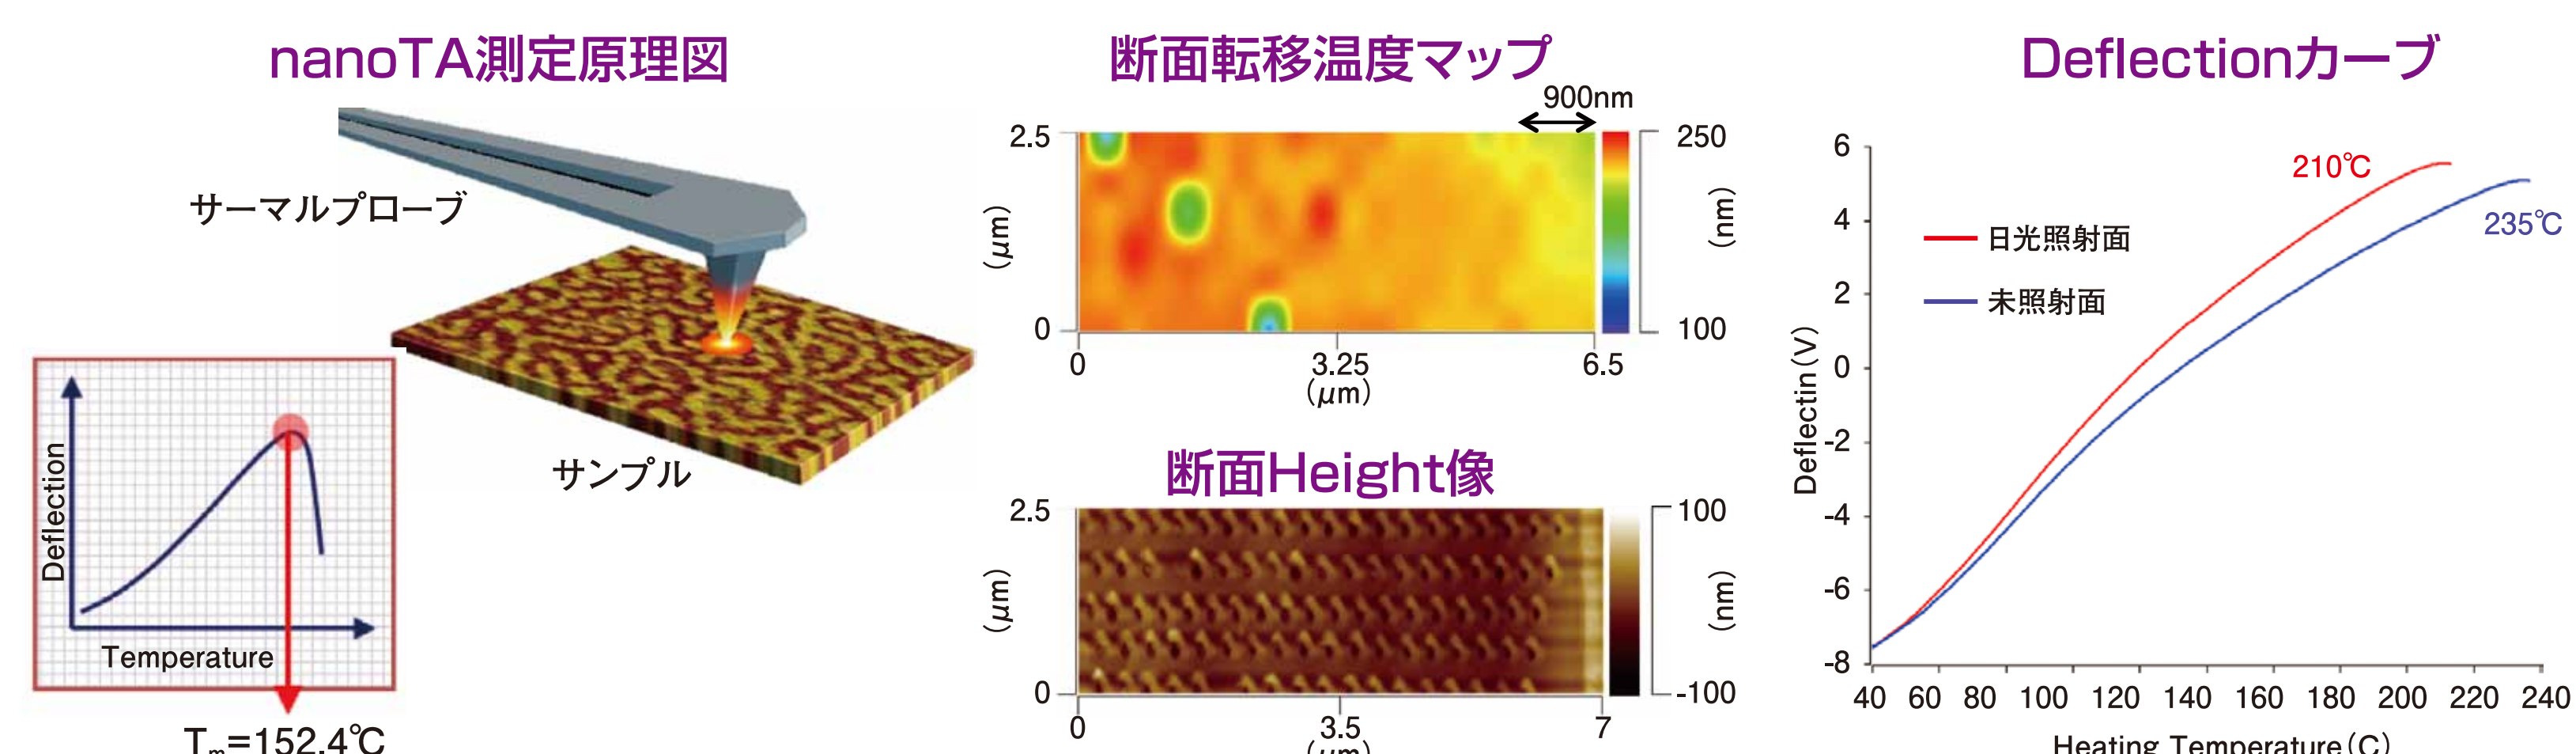 nanoTA測定原理図
サーマルプローブ
サンプル
Deflection
Temperature
Tm=152.4℃
断面転移温度マップ
900nm
2.5
0
(μm)
0
3.25
6.5
(μm)
250
100
(nm)
断面Height像
2.5
0
(μm)
0
3.5
7
(μm)
100
-100
(nm)
Deflectionカーブ
210℃
235℃
日光照射面
未照射面
Deflectin(V)
6
4
2
0
-2
-4
-6
-8
40 60 80 100 120 140 160 180 200 220 240
Heating Temperature(C)